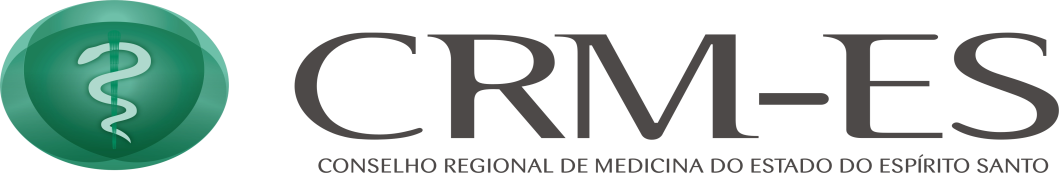 CRM-ES
CONSELHO REGIONAL DE MEDICINA DO ESTADO DO ESPÍRITO SANTO